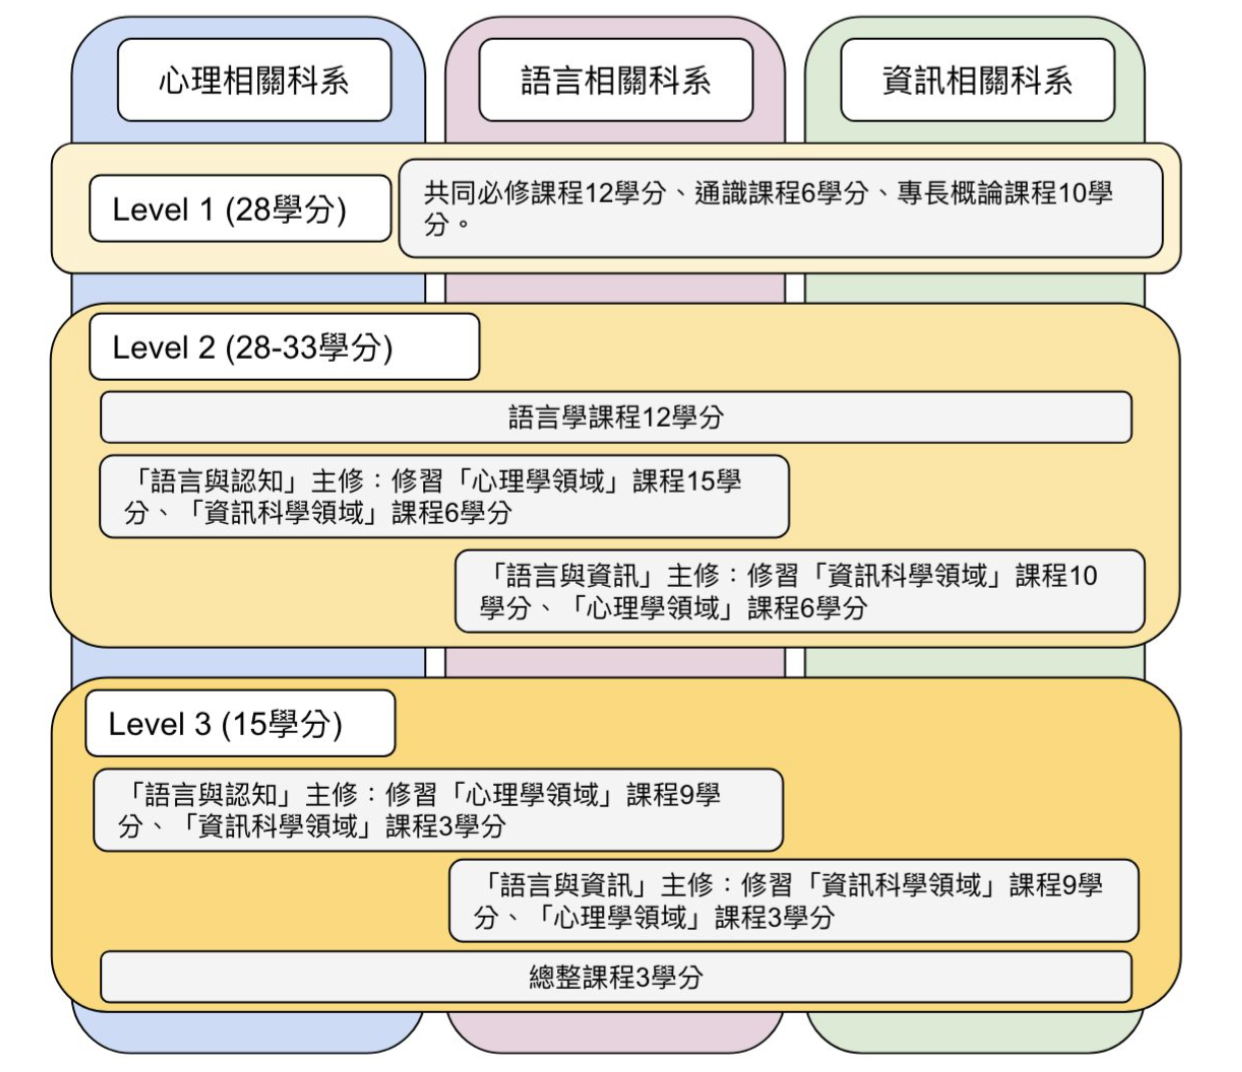 心理相關科系
語言相關科系
資訊相關科系
Level 1 (28學分)
共同必修課程12學分、通識課程6學分、專長概論課程10學
分。
Level 2 (28-33學分)
語言學課程12學分
「語言與認知」主修：修習「心理學領域」課程15學
分、「資訊科學領域」課程6學分
「語言與資訊」主修：修習「資訊科學領域」課程10
學分、「心理學領域」課程6學分
Level 3 (15學分)
「語言與認知」主修：修習「心理學領域」課程9學
分、「資訊科學領域」課程3學分
「語言與資訊」主修：修習「資訊科學領域」課程9學
分、「心理學領域」課程3學分
總整課程3學分